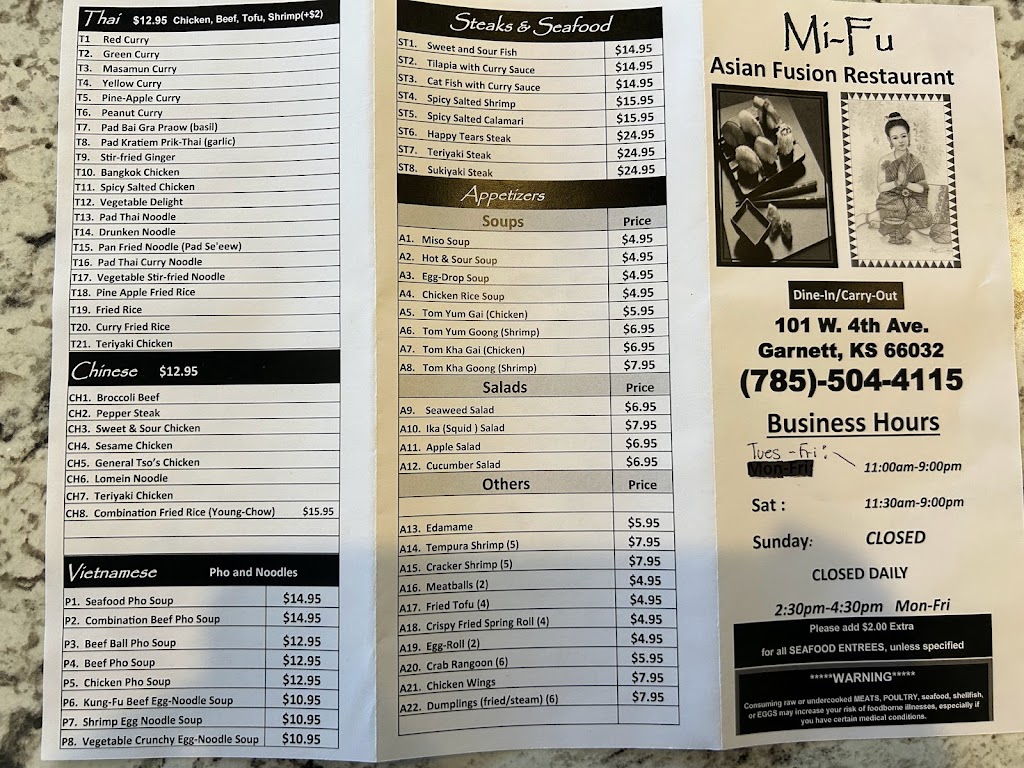 Thai $12.95 Chicken, Beef, Tofu, Shrimp(+$2)
T1 Red Curry
T2. Green Curry
T3. Masamun Curry
T4. Yellow Curry
T5. Pine-Apple Curry
T6. Peanut Curry
T7. Pad Bai Gra Praow (basil)
T8. Pad Kratiem Prik-Thai (garlic)
T9. Stir-fried Ginger
T10. Bangkok Chicken
T11. Spicy Salted Chicken
T12. Vegetable Delight
T13. Pad Thai Noodle
T14. Drunken Noodle
T15. Pan Fried Noodle (Pad Se'eew)
T16. Pad Thai Curry Noodle
T17. Vegetable Stir-fried Noodle
T18. Pine Apple Fried Rice
T19. Fried Rice
T20. Curry Fried Rice
T21. Teriyaki Chicken
Chinese $12.95
CH1. Broccoli Beef
CH2. Pepper Steak
CH3. Sweet & Sour Chicken
CH4. Sesame Chicken
CH5. General Tso's Chicken
CH6. Lomein Noodle
CH7. Teriyaki Chicken
CH8. Combination Fried Rice (Young-Chow) $15.95
Vietnamese Pho and Noodles
P1. Seafood Pho Soup $14.95
P2. Combination Beef Pho Soup $14.95
P3. Beef Ball Pho Soup $12.95
P4. Beef Pho Soup $12.95
P5. Chicken Pho Soup $12.95
P6. Kung-Fu Beef Egg-Noodle Soup $10.95
P7. Shrimp Egg Noodle Soup $10.95
P8. Vegetable Crunchy Egg-Noodle Soup $10.95
Steaks & Seafood
ST1. Sweet and Sour Fish $14.95
ST2. Tilapia with Curry Sauce $14.95
ST3. Cat Fish with Curry Sauce $14.95
ST4. Spicy Salted Shrimp $15.95
ST5. Spicy Salted Calamari $15.95
ST6. Happy Tears Steak $24.95
ST7. Teriyaki Steak $24.95
ST8. Sukiyaki Steak $24.95
Appetizers
Soups Price
A1. Miso Soup $4.95
A2. Hot & Sour Soup $4.95
A3. Egg-Drop Soup $4.95
A4. Chicken Rice Soup $4.95
A5. Tom Yum Gai (Chicken) $5.95
A6. Tom Yum Goong (Shrimp) $6.95
A7. Tom Kha Gai (Chicken) $6.95
A8. Tom Kha Goong (Shrimp) $7.95
Salads Price
A9. Seaweed Salad $6.95
A10. Ika (Squid ) Salad $7.95
A11. Apple Salad $6.95
A12. Cucumber Salad $6.95
Others Price
A13. Edamame $5.95
A14. Tempura Shrimp (5) $7.95
A15. Cracker Shrimp (5) $7.95
A16. Meatballs (2) $4.95
A17. Fried Tofu (4) $4.95
A18. Crispy Fried Spring Roll (4) $4.95
A19. Egg-Roll (2) $4.95
A20. Crab Rangoon (6) $5.95
A21. Chicken Wings $7.95
A22. Dumplings (fried/steam) (6) $7.95
Mi-Fu
Asian Fusion Restaurant
Dine-In/Carry-Out
101 W. 4th Ave.
Garnett, KS 66032
(785)-504-4115
Business Hours
Tues - Fri:
Mon-Fri: 11:00am-9:00pm
Sat : 11:30am-9:00pm
Sunday: CLOSED
CLOSED DAILY
2:30pm-4:30pm Mon-Fri
Please add $2.00 Extra
for all SEAFOOD ENTREES, unless specified
*****WARNING*****
Consuming raw or undercooked MEATS, POULTRY, seafood, shellfish,
or EGGS may increase your risk of foodborne illnesses, especially if
you have certain medical conditions.